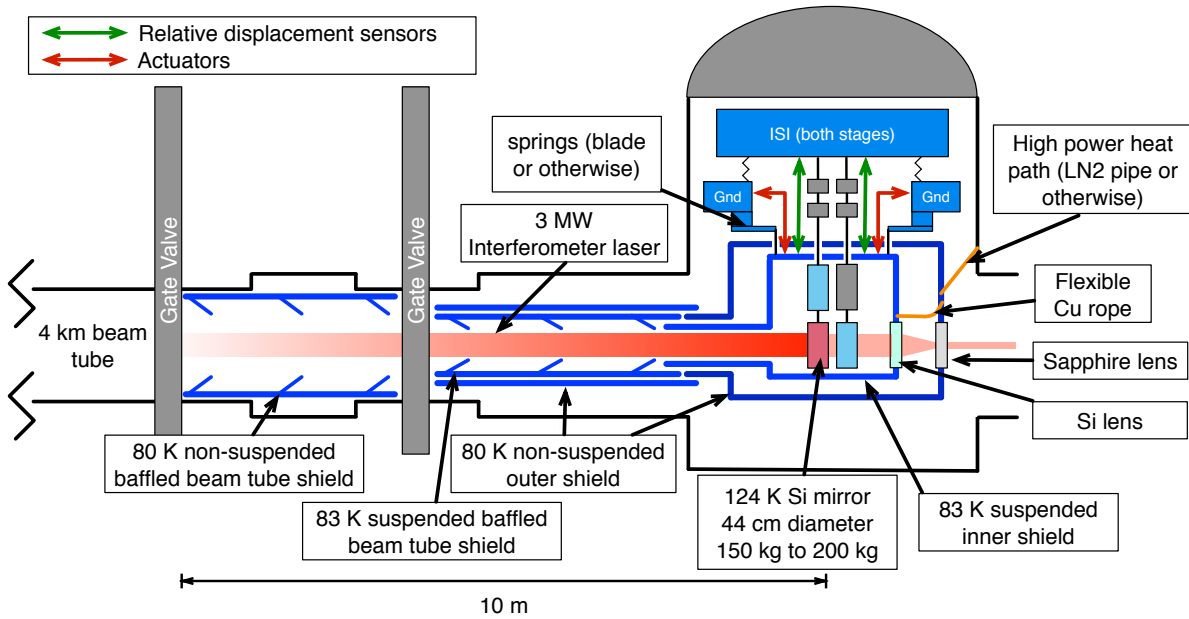 Relative displacement sensors
Actuators
Gate Valve
Gate Valve
springs (blade
or otherwise)
3 MW
Interferometer laser
ISI (both stages)
Gnd
Gnd
High power heat
path (LN2 pipe or
otherwise)
Flexible
Cu rope
Sapphire lens
Si lens
4 km beam
tube
80 K non-suspended
baffled beam tube shield
83 K suspended baffled
beam tube shield
80 K non-suspended
outer shield
124 K Si mirror
44 cm diameter
150 kg to 200 kg
83 K suspended
inner shield
10 m